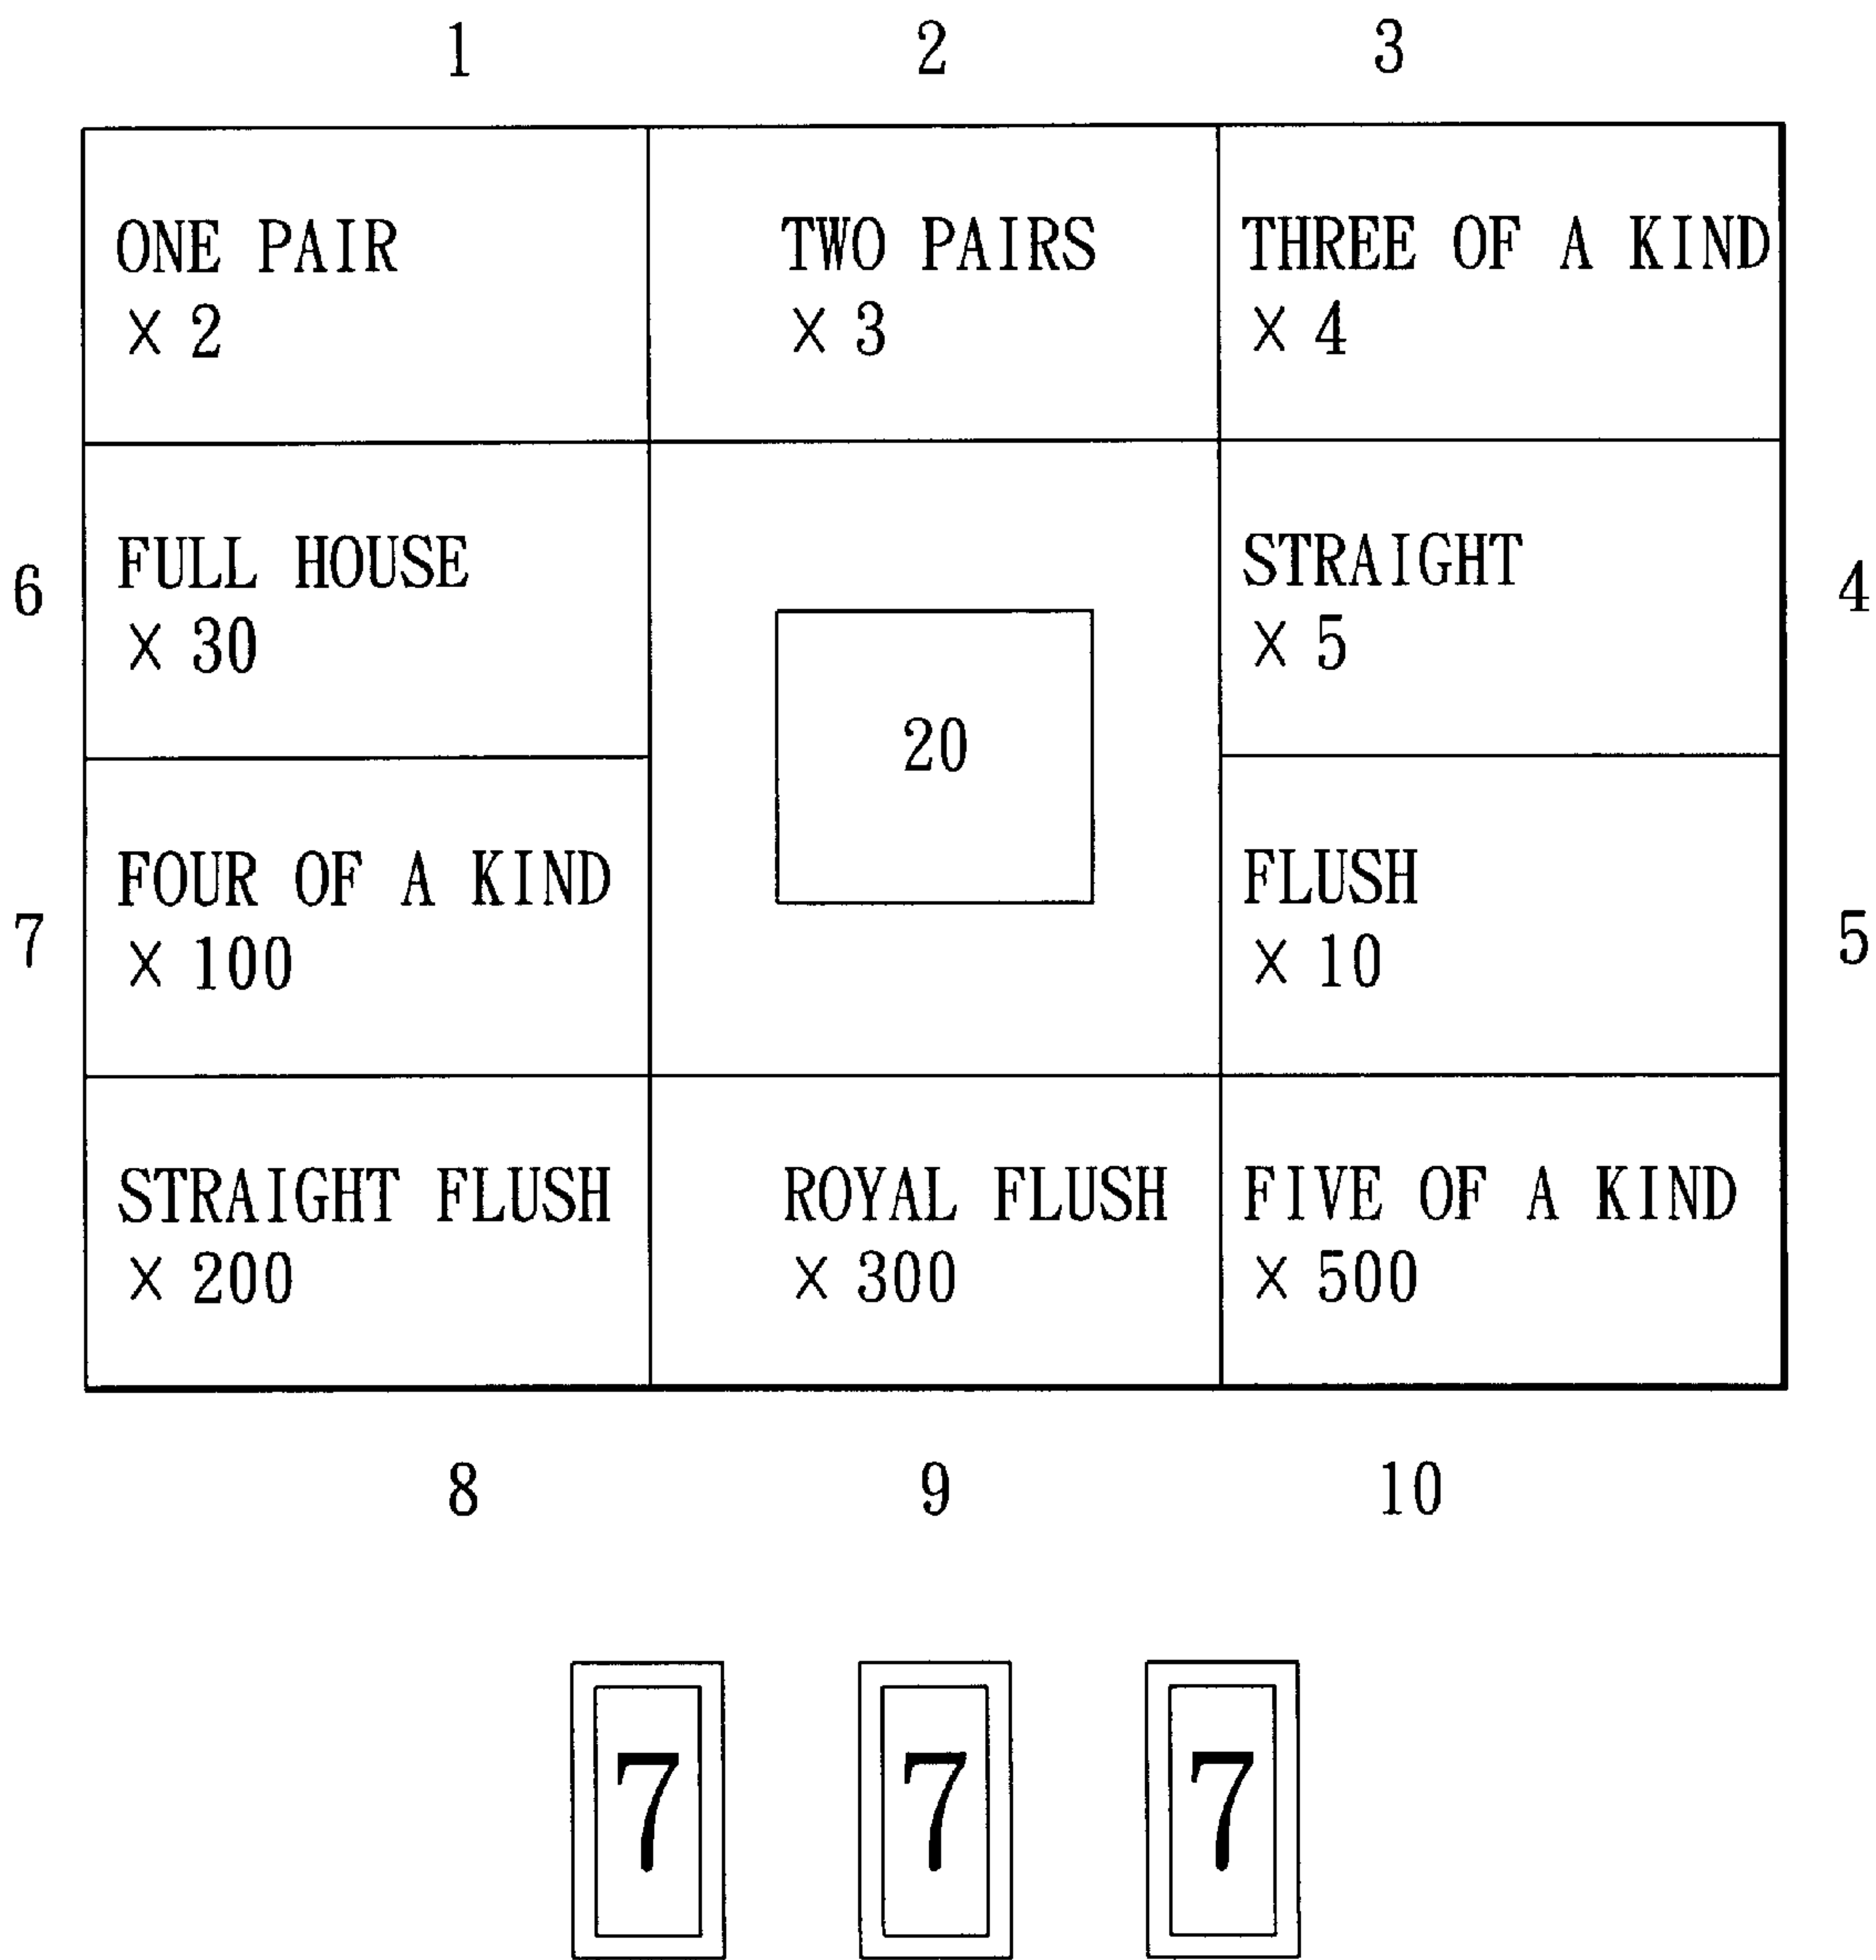 1 2 3
ONE PAIR
× 2
TWO PAIRS
× 3
THREE OF A KIND
× 4
6
FULL HOUSE
× 30
STRAIGHT
× 5
4
20
7
FOUR OF A KIND
× 100
FLUSH
× 10
5
STRAIGHT FLUSH
× 200
ROYAL FLUSH
× 300
FIVE OF A KIND
× 500
8 9 10
7 7 7